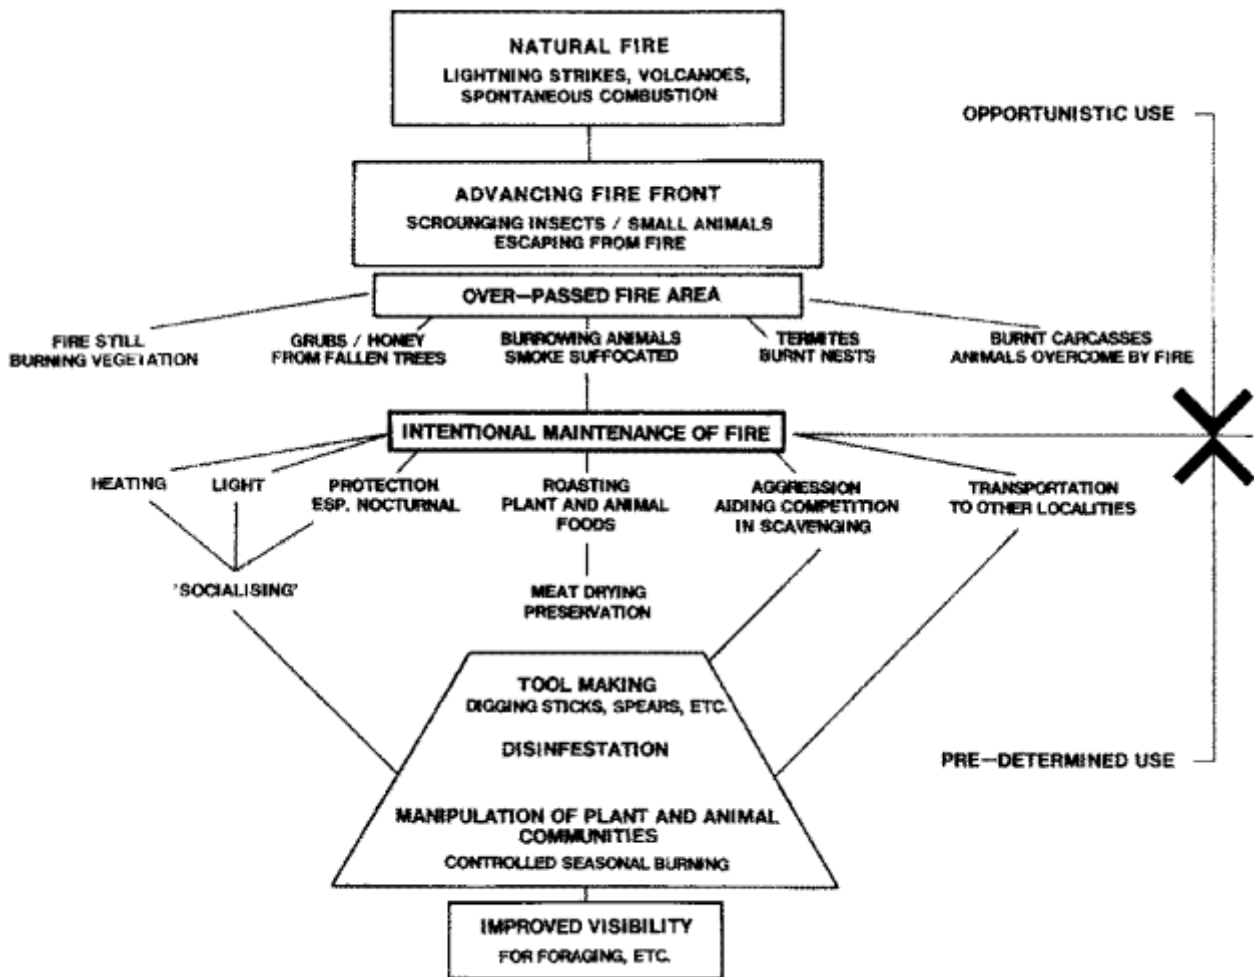 NATURAL FIRE
LIGHTNING STRIKES, VOLCANOES,
SPONTANEOUS COMBUSTION
OPPORTUNISTIC USE
ADVANCING FIRE FRONT
SCROUNGING INSECTS / SMALL ANIMALS
ESCAPING FROM FIRE
OVER-PASSED FIRE AREA
FIRE STILL
BURNING VEGETATION
GRUBS / HONEY
FROM FALLEN TREES
BURROWING ANIMALS
SMOKE SUFFOCATED
TERMITES
BURNT NESTS
BURNT CARCASSES
ANIMALS OVERCOME BY FIRE
INTENTIONAL MAINTENANCE OF FIRE
HEATING
LIGHT
PROTECTION
ESP. NOCTURNAL
ROASTING
PLANT AND ANIMAL
FOODS
AGGRESSION
AIDING COMPETITION
IN SCAVENGING
TRANSPORTATION
TO OTHER LOCALITIES
'SOCIALISING'
MEAT DRYING
PRESERVATION
TOOL MAKING
DIGGING STICKS, SPEARS, ETC.
DISINFESTATION
PRE-DETERMINED USE
MANIPULATION OF PLANT AND ANIMAL
COMMUNITIES
CONTROLLED SEASONAL BURNING
IMPROVED VISIBILITY
FOR FORAGING, ETC.